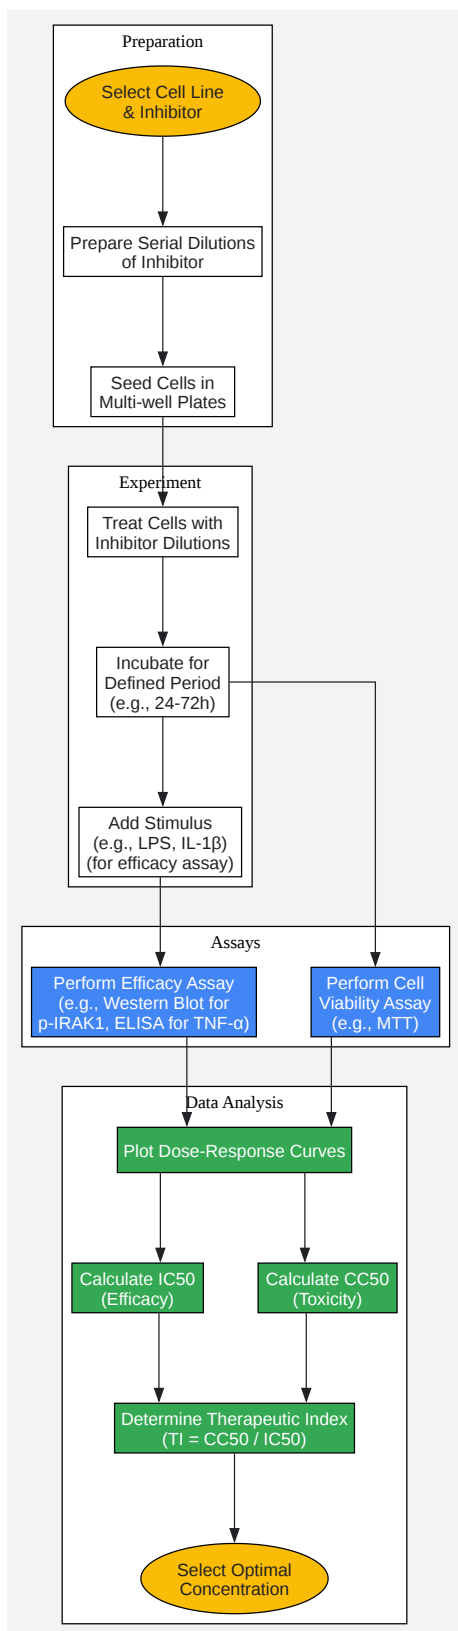 Preparation
Select Cell Line
& Inhibitor
Prepare Serial Dilutions
of Inhibitor
Seed Cells in
Multi-well Plates
Experiment
Treat Cells with
Inhibitor Dilutions
Incubate for
Defined Period
(e.g., 24-72h)
Add Stimulus
(e.g., LPS, IL-1β)
(for efficacy assay)
Assays
Perform Efficacy Assay
(e.g., Western Blot for
p-IRAK1, ELISA for TNF-α)
Perform Cell
Viability Assay
(e.g., MTT)
Data Analysis
Plot Dose-Response Curves
Calculate IC50
(Efficacy)
Calculate CC50
(Toxicity)
Determine Therapeutic Index
(TI = CC50 / IC50)
Select Optimal
Concentration